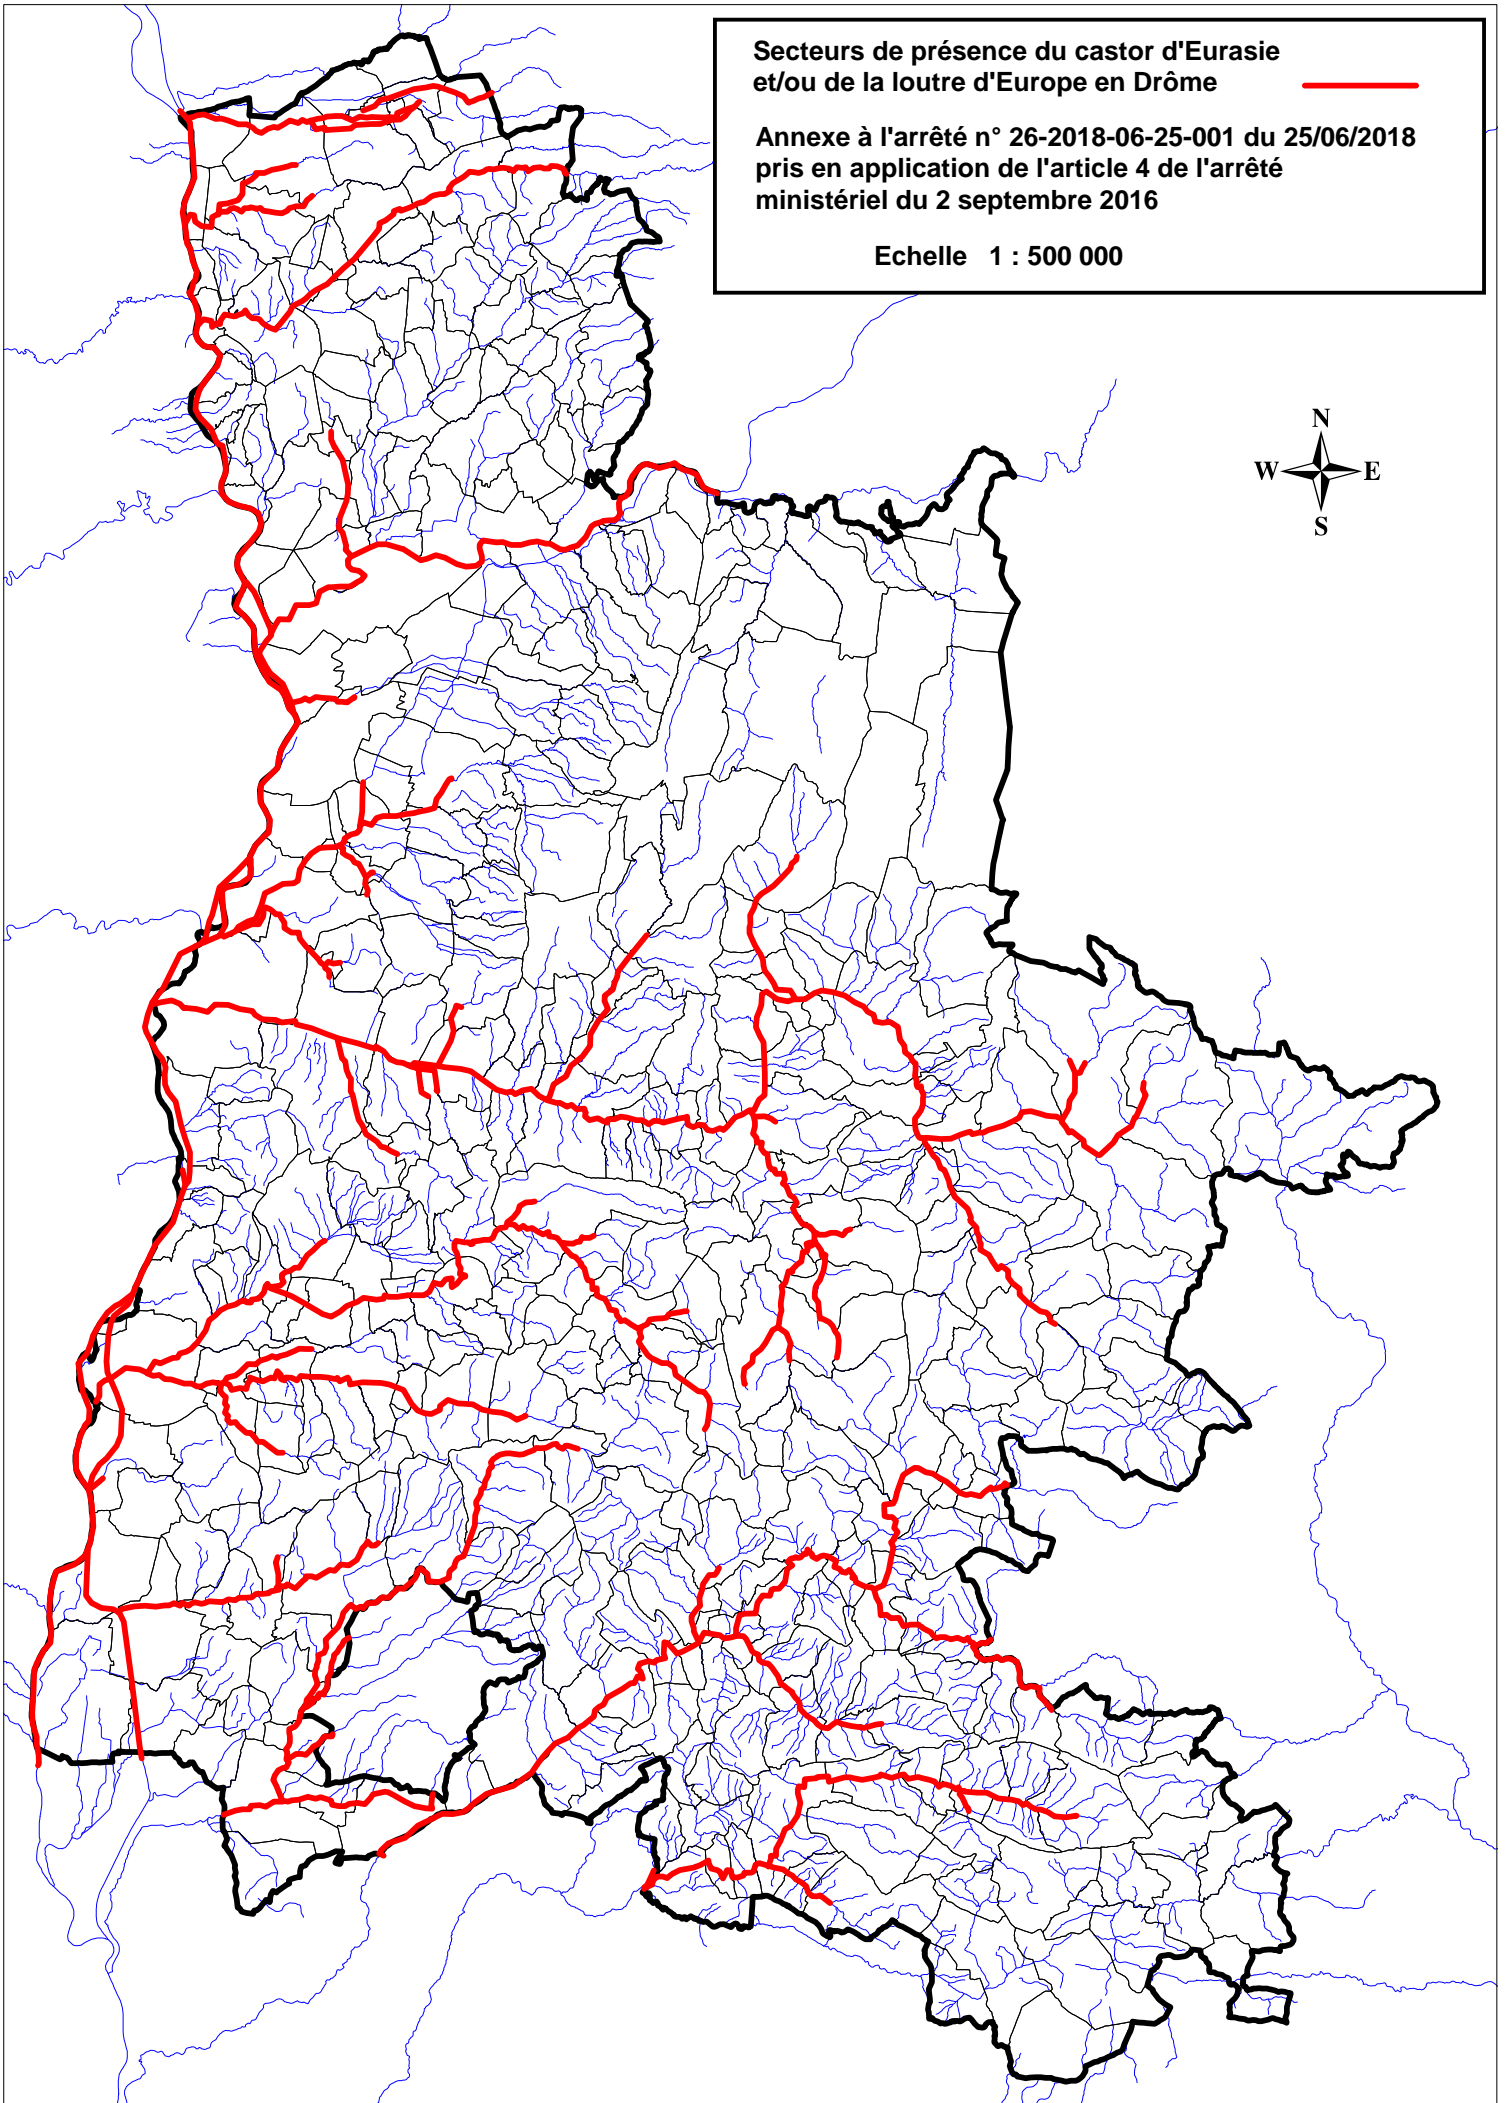 Secteurs de présence du castor d'Eurasie
et/ou de la loutre d'Europe en Drôme
Annexe à l'arrêté n° 26-2018-06-25-001 du 25/06/2018
pris en application de l'article 4 de l'arrêté
ministériel du 2 septembre 2016
Echelle 1 : 500 000
N
W E
S